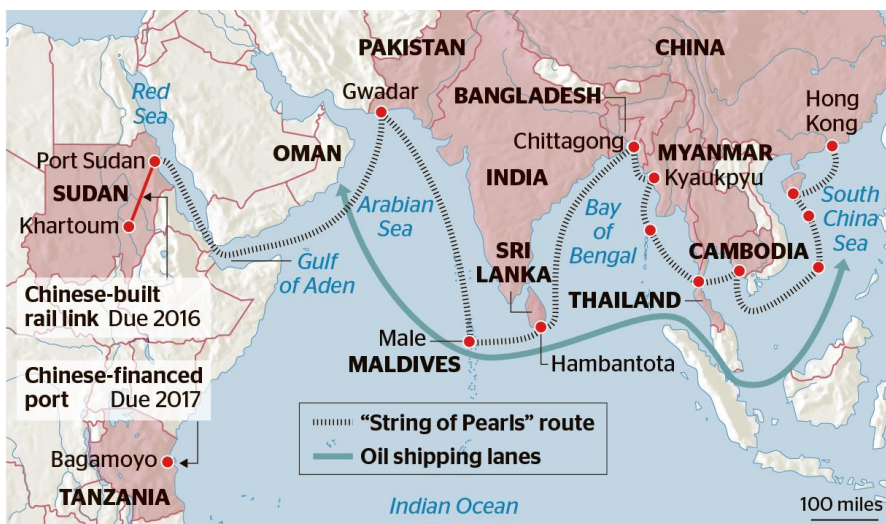 PAKISTAN
CHINA
Gwadar
BANGLADESH
Hong
Kong
Red
Sea
Chittagong
MYANMAR
Port Sudan
OMAN
INDIA
Kyaukpyu
SUDAN
Arabian
Sea
Bay
of
Bengal
South
China
Sea
Khartoum
SRI
LANKA
CAMBODIA
Gulf
of Aden
THAILAND
Chinese-built
rail link Due 2016
Male
MALDIVES
Hambantota
Chinese-financed
port Due 2017
"String of Pearls" route
Oil shipping lanes
Bagamoyo
TANZANIA
Indian Ocean
100 miles